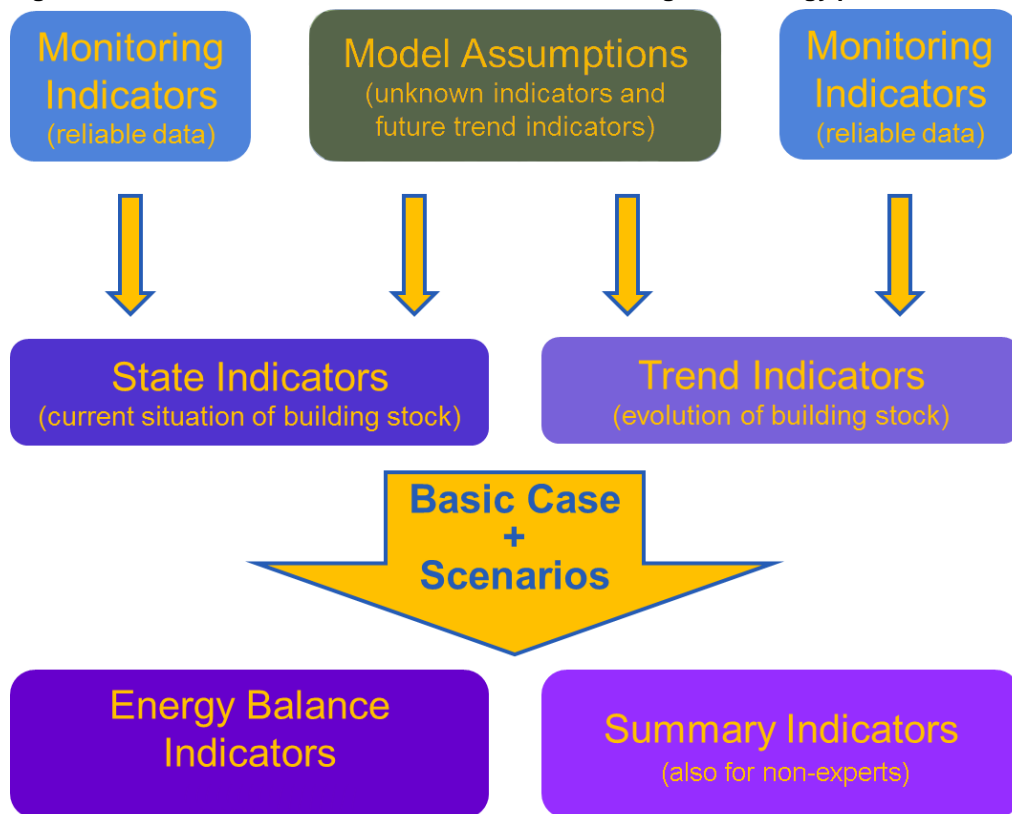 Monitoring
Indicators
(reliable data)
Model Assumptions
(unknown indicators and
future trend indicators)
Monitoring
Indicators
(reliable data)
State Indicators
(current situation of building stock)
Trend Indicators
(evolution of building stock)
Basic Case
+
Scenarios
Energy Balance
Indicators
Summary Indicators
(also for non-experts)